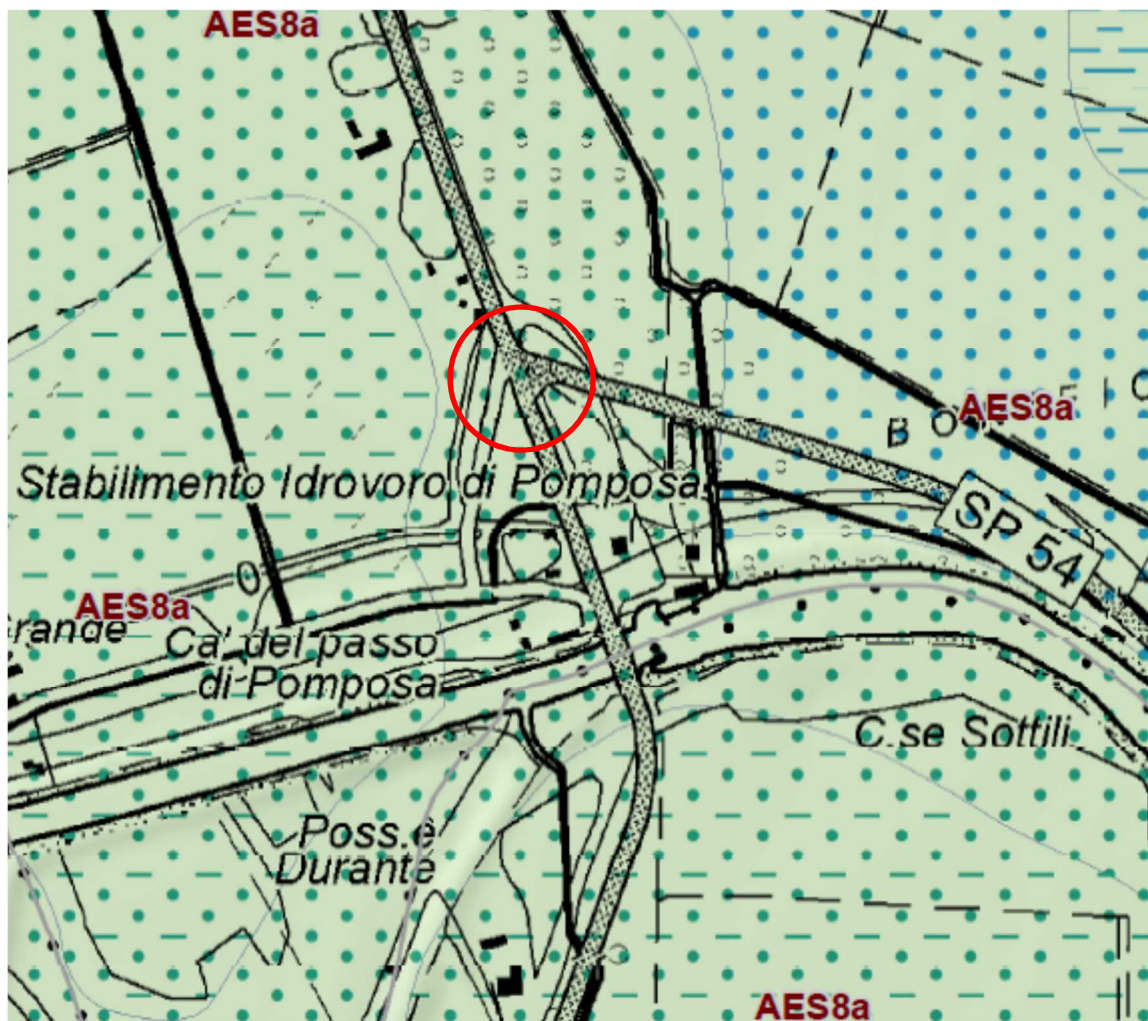 AES8a
AES8a
B O
F I C
Stabilimento Idrovoro di Pomposa
SP 54
AES8a
Grande
Ca' del passo
di Pomposa
C.se Sottili
Poss.e
Durante
AES8a